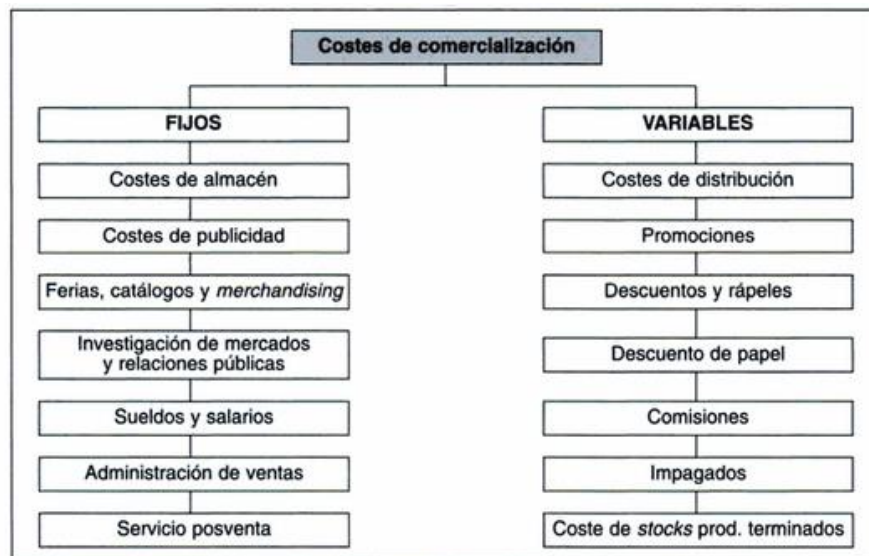 Costes de comercialización
FIJOS
Costes de almacén
Costes de publicidad
Ferias, catálogos y merchandising
Investigación de mercados
y relaciones públicas
Sueldos y salarios
Administración de ventas
Servicio posventa
VARIABLES
Costes de distribución
Promociones
Descuentos y rápeles
Descuento de papel
Comisiones
Impagados
Coste de stocks prod. terminados